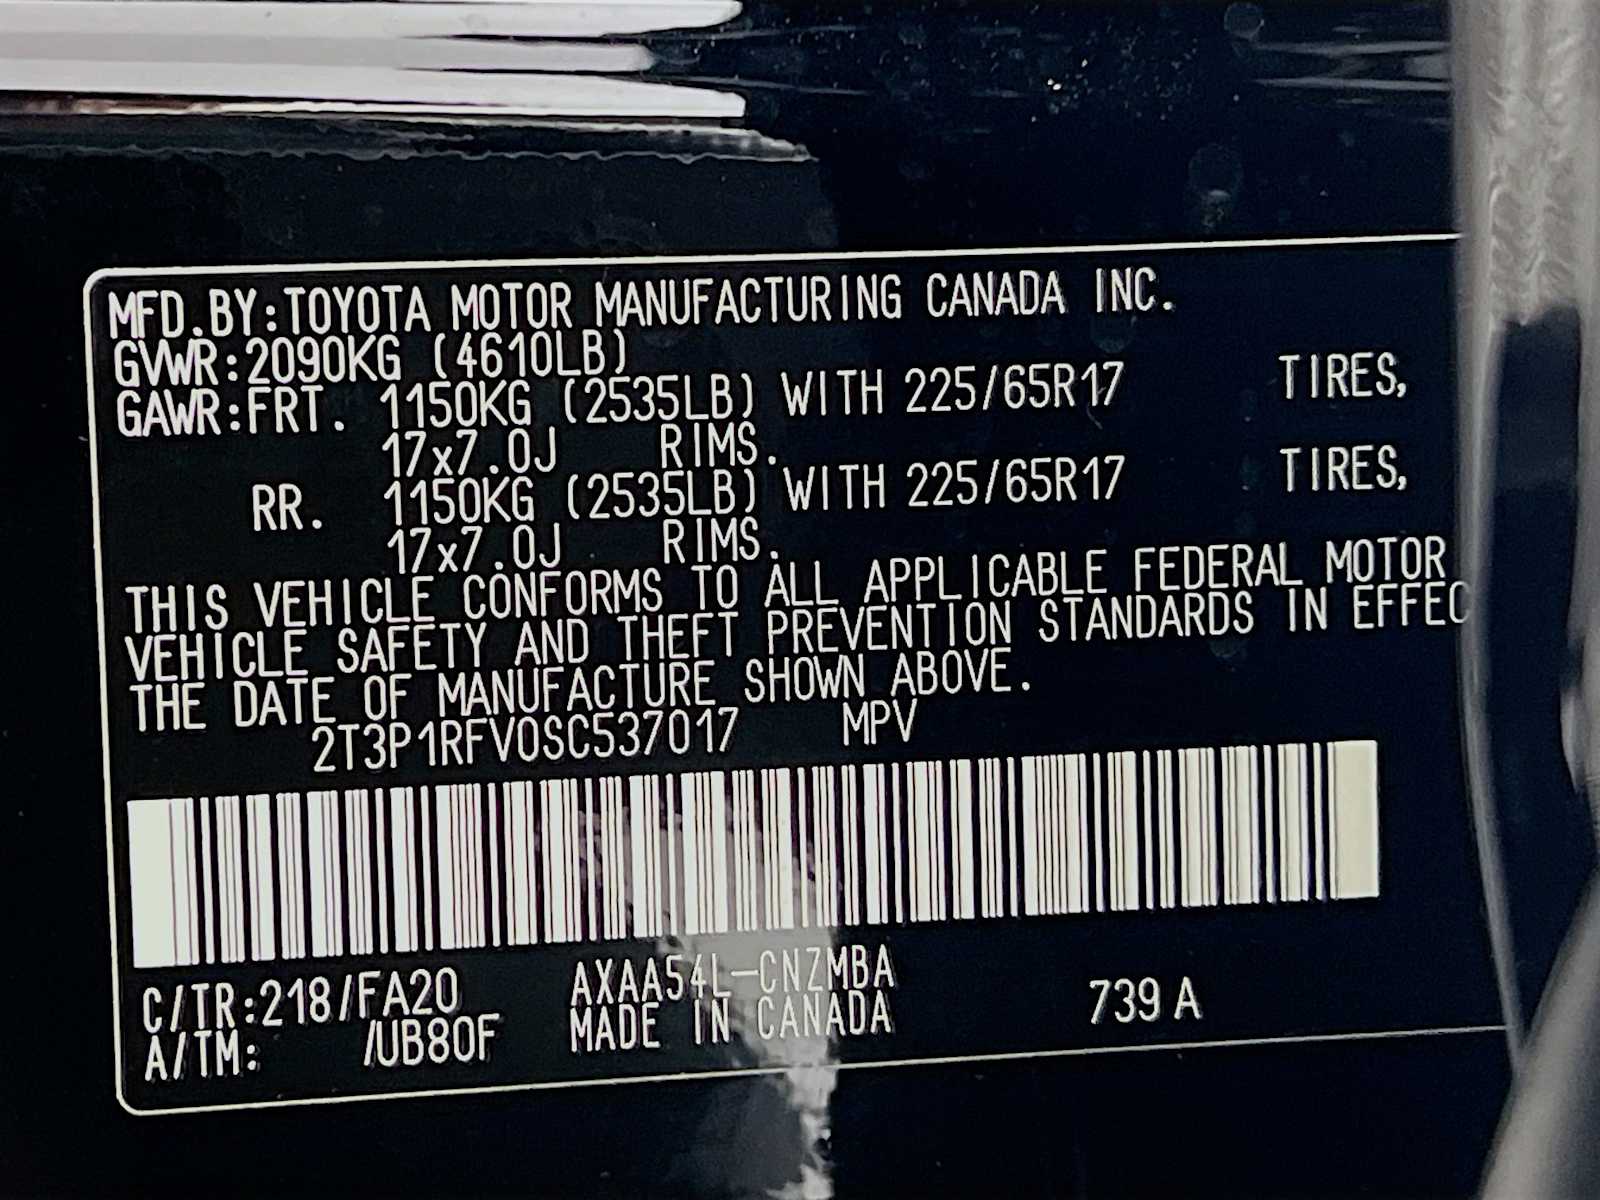 MFD.BY:TOYOTA MOTOR MANUFACTURING CANADA INC.
GVWR:2090KG (4610LB)
GAWR:FRT. 1150KG (2535LB) WITH 225/65R17 TIRES,
17x7.0J RIMS.
RR. 1150KG (2535LB) WITH 225/65R17 TIRES,
17x7.0J RIMS.
THIS VEHICLE CONFORMS TO ALL APPLICABLE FEDERAL MOTOR
VEHICLE SAFETY AND THEFT PREVENTION STANDARDS IN EFFEC
THE DATE OF MANUFACTURE SHOWN ABOVE.
2T3P1RFV0SC537017 MPV
C/TR:218/FA20 AXAA54L-CNZMBA
A/TM: /UB80F MADE IN CANADA 739 A